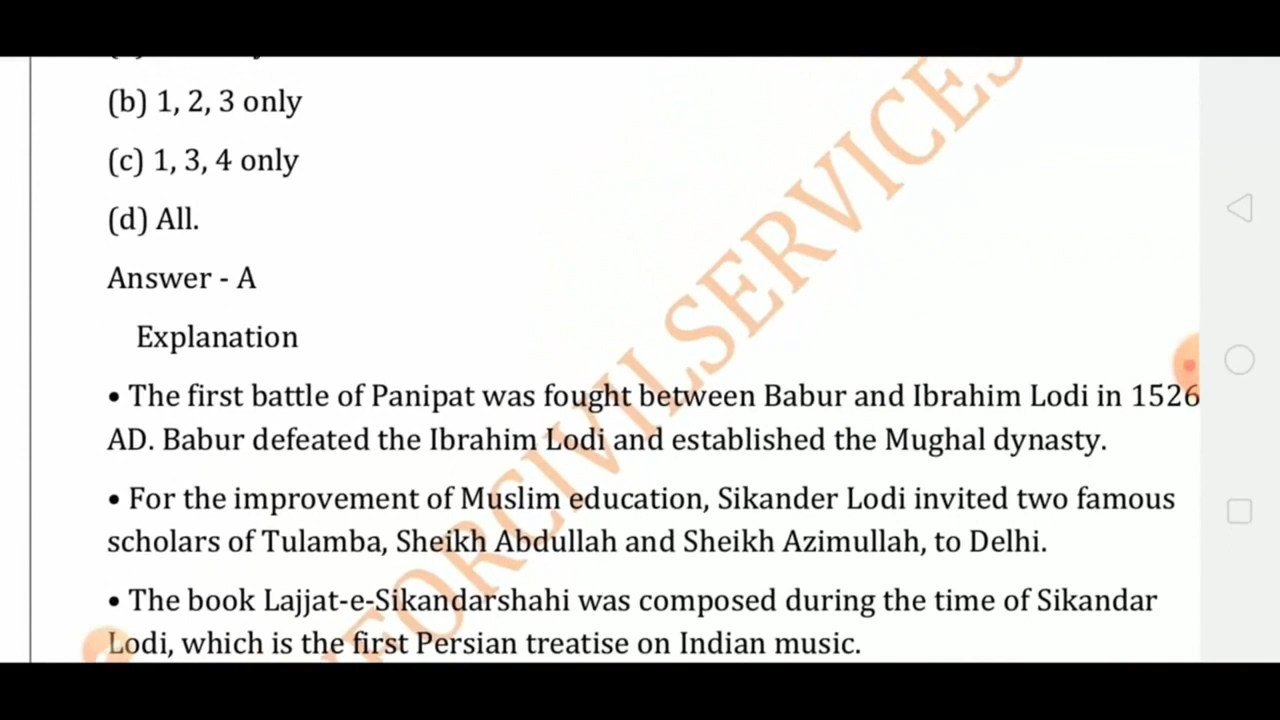 (b) 1, 2, 3 only
(c) 1, 3, 4 only
(d) All.
Answer - A
Explanation
• The first battle of Panipat was fought between Babur and Ibrahim Lodi in 1526
AD. Babur defeated the Ibrahim Lodi and established the Mughal dynasty.
• For the improvement of Muslim education, Sikander Lodi invited two famous
scholars of Tulamba, Sheikh Abdullah and Sheikh Azimullah, to Delhi.
• The book Lajjat-e-Sikandarshahi was composed during the time of Sikandar
Lodi, which is the first Persian treatise on Indian music.
FORCIVILSERVICES